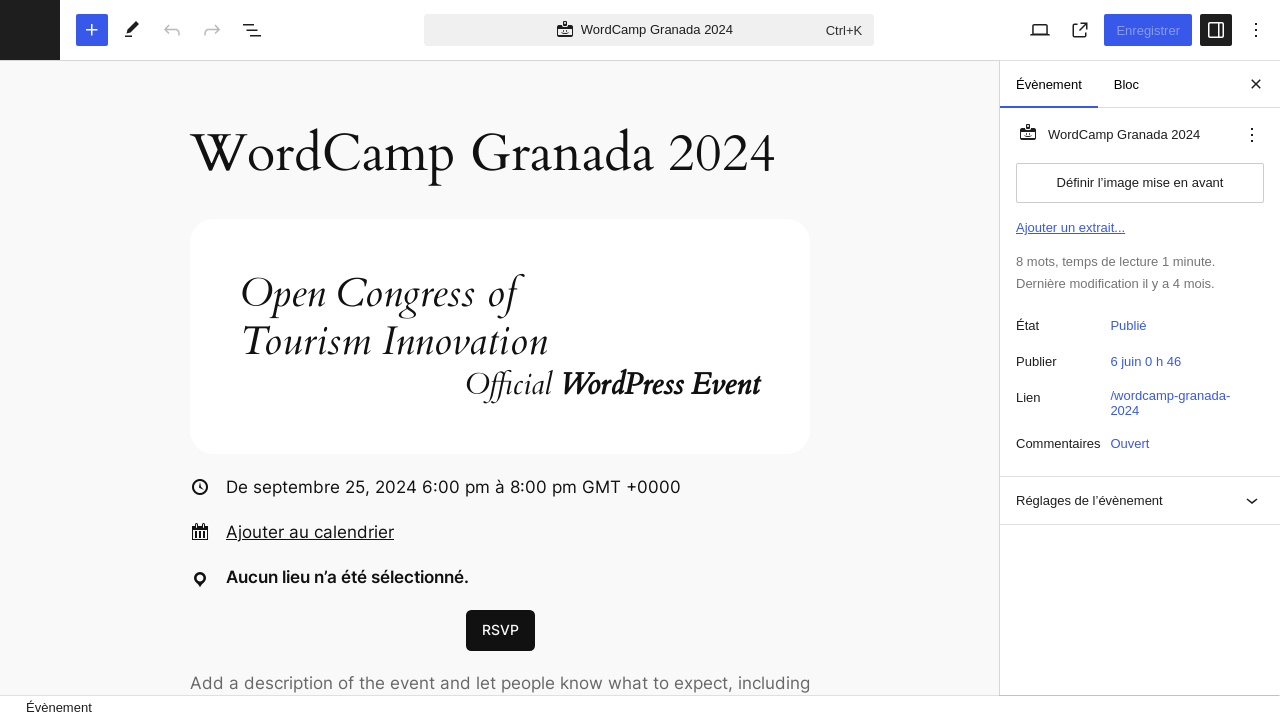 WordCamp Granada 2024 Ctrl+K
Enregistrer
Évènement Bloc
WordCamp Granada 2024
WordCamp Granada 2024
Définir l’image mise en avant
Ajouter un extrait...
8 mots, temps de lecture 1 minute.
Dernière modification il y a 4 mois.
État Publié
Publier 6 juin 0 h 46
Lien /wordcamp-granada-
2024
Commentaires Ouvert
Réglages de l’évènement
Open Congress of
Tourism Innovation
Official WordPress Event
De septembre 25, 2024 6:00 pm à 8:00 pm GMT +0000
Ajouter au calendrier
Aucun lieu n’a été sélectionné.
RSVP
Add a description of the event and let people know what to expect, including
Évènement